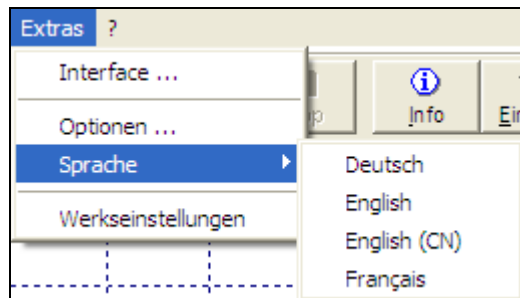 Extras ?
Interface ...
Optionen ...
Sprache
Werkseinstellungen
Info
Deutsch
English
English (CN)
Français